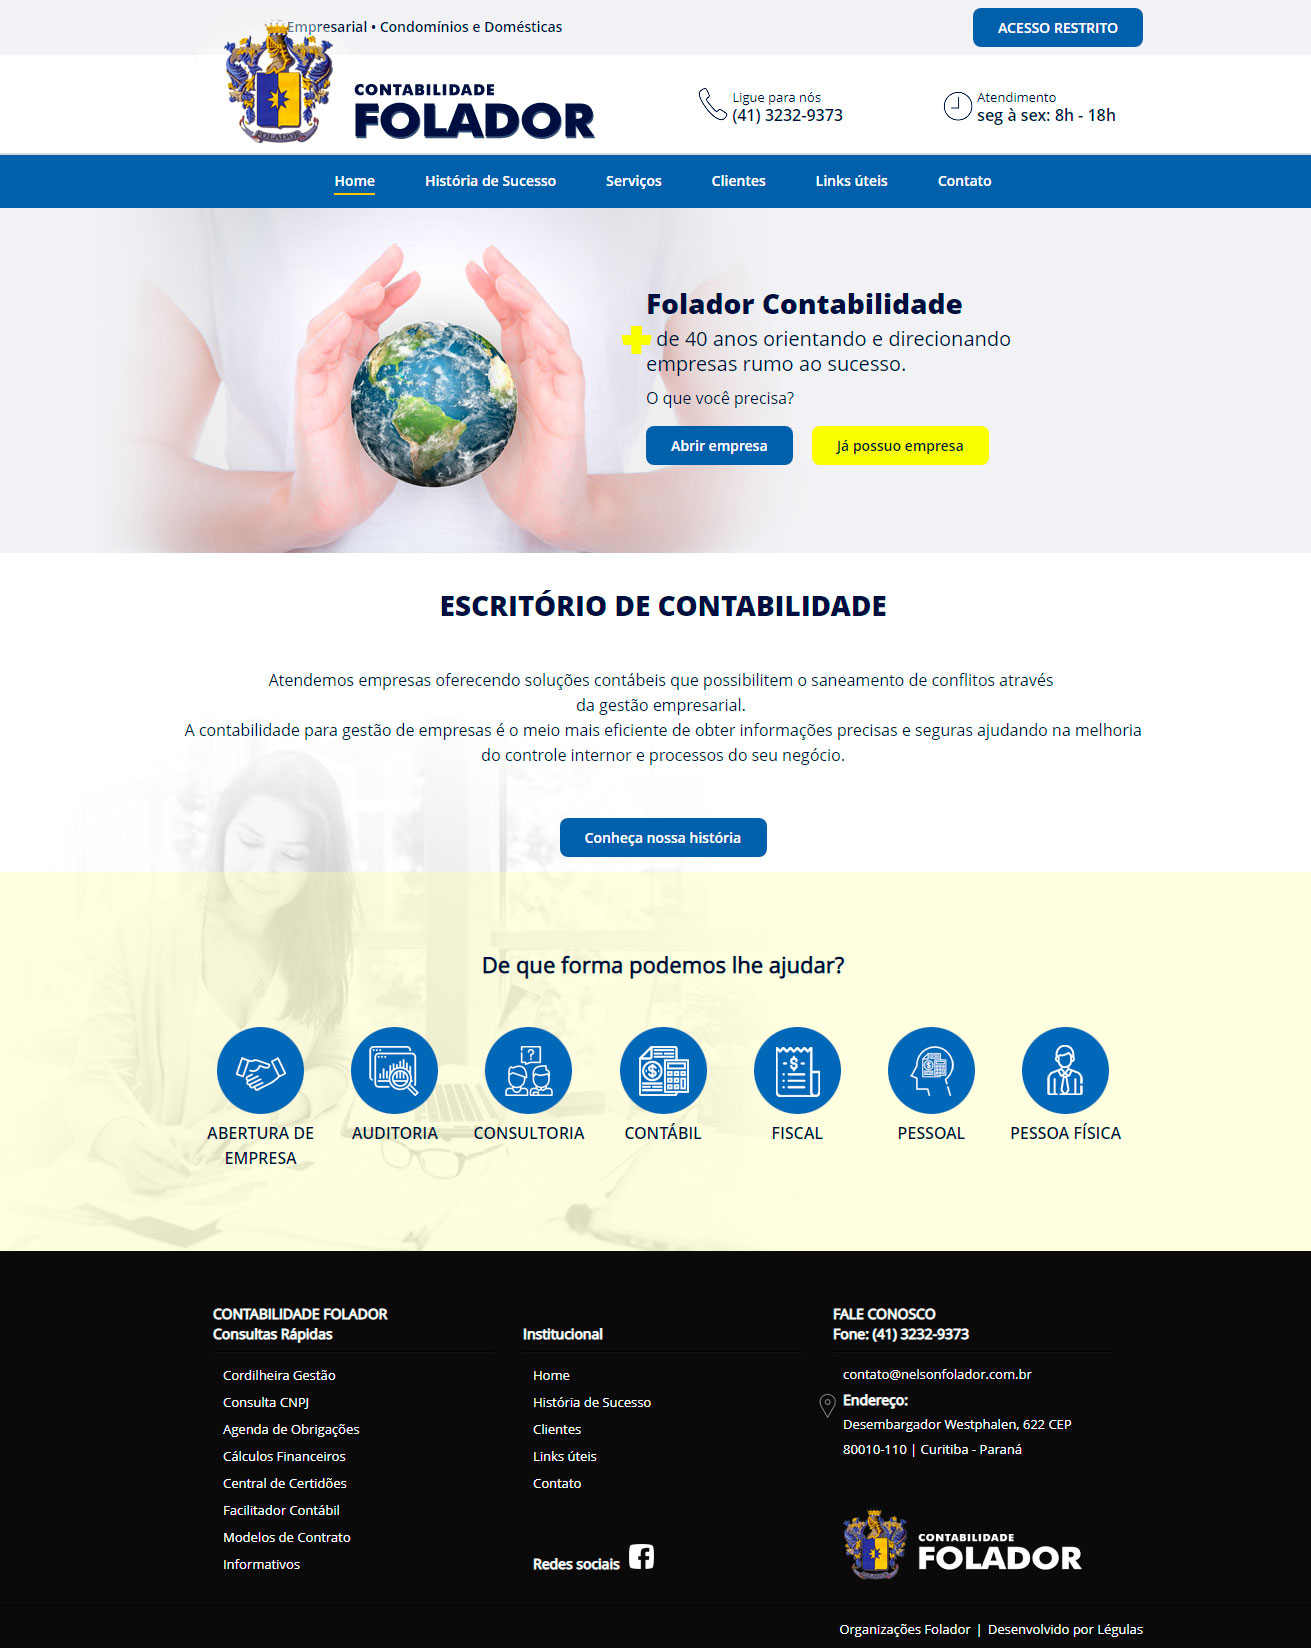 Empresarial • Condomínios e Domésticas
ACESSO RESTRITO
FOLADOR
CONTABILIDADE
FOLADOR
Ligue para nós
(41) 3232-9373
Atendimento
seg à sex: 8h - 18h
Home
História de Sucesso
Serviços
Clientes
Links úteis
Contato
Folador Contabilidade
de 40 anos orientando e direcionando
empresas rumo ao sucesso.
O que você precisa?
Abrir empresa
Já possuo empresa
ESCRITÓRIO DE CONTABILIDADE
Atendemos empresas oferecendo soluções contábeis que possibilitem o saneamento de conflitos através
da gestão empresarial.
A contabilidade para gestão de empresas é o meio mais eficiente de obter informações precisas e seguras ajudando na melhoria
do controle internor e processos do seu negócio.
Conheça nossa história
De que forma podemos lhe ajudar?
ABERTURA DE
EMPRESA
AUDITORIA
CONSULTORIA
CONTÁBIL
FISCAL
PESSOAL
PESSOA FÍSICA
CONTABILIDADE FOLADOR
Consultas Rápidas
Cordilheira Gestão
Consulta CNPJ
Agenda de Obrigações
Cálculos Financeiros
Central de Certidões
Facilitador Contábil
Modelos de Contrato
Informativos
Institucional
Home
História de Sucesso
Clientes
Links úteis
Contato
Redes sociais
FALE CONOSCO
Fone: (41) 3232-9373
contato@nelsonfolador.com.br
Endereço:
Desembargador Westphalen, 622 CEP
80010-110 | Curitiba - Paraná
CONTABILIDADE
FOLADOR
Organizações Folador | Desenvolvido por Légulas